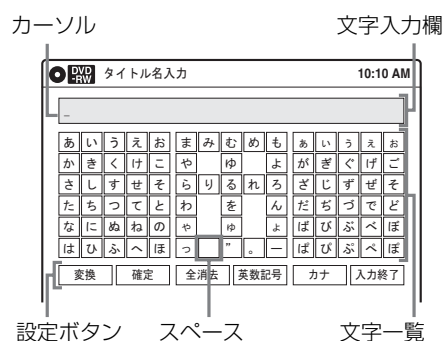 カーソル 文字入力欄
DVD-RW タイトル名入力 10:10 AM
_
あ い う え お ま み む め も ぁ ぃ ぅ ぇ ぉ
か き く け こ や ゆ よ が ぎ ぐ げ ご
さ し す せ そ ら り る れ ろ ざ じ ず ぜ ぞ
た ち つ て と わ を ん だ ぢ づ で ど
な に ぬ ね の ゃ ゅ ょ ば び ぶ べ ぼ
は ひ ふ へ ほ っ ” 。 ー ぱ ぴ ぷ ぺ ぽ
変換 確定 全消去 英数記号 カナ 入力終了
設定ボタン スペース 文字一覧